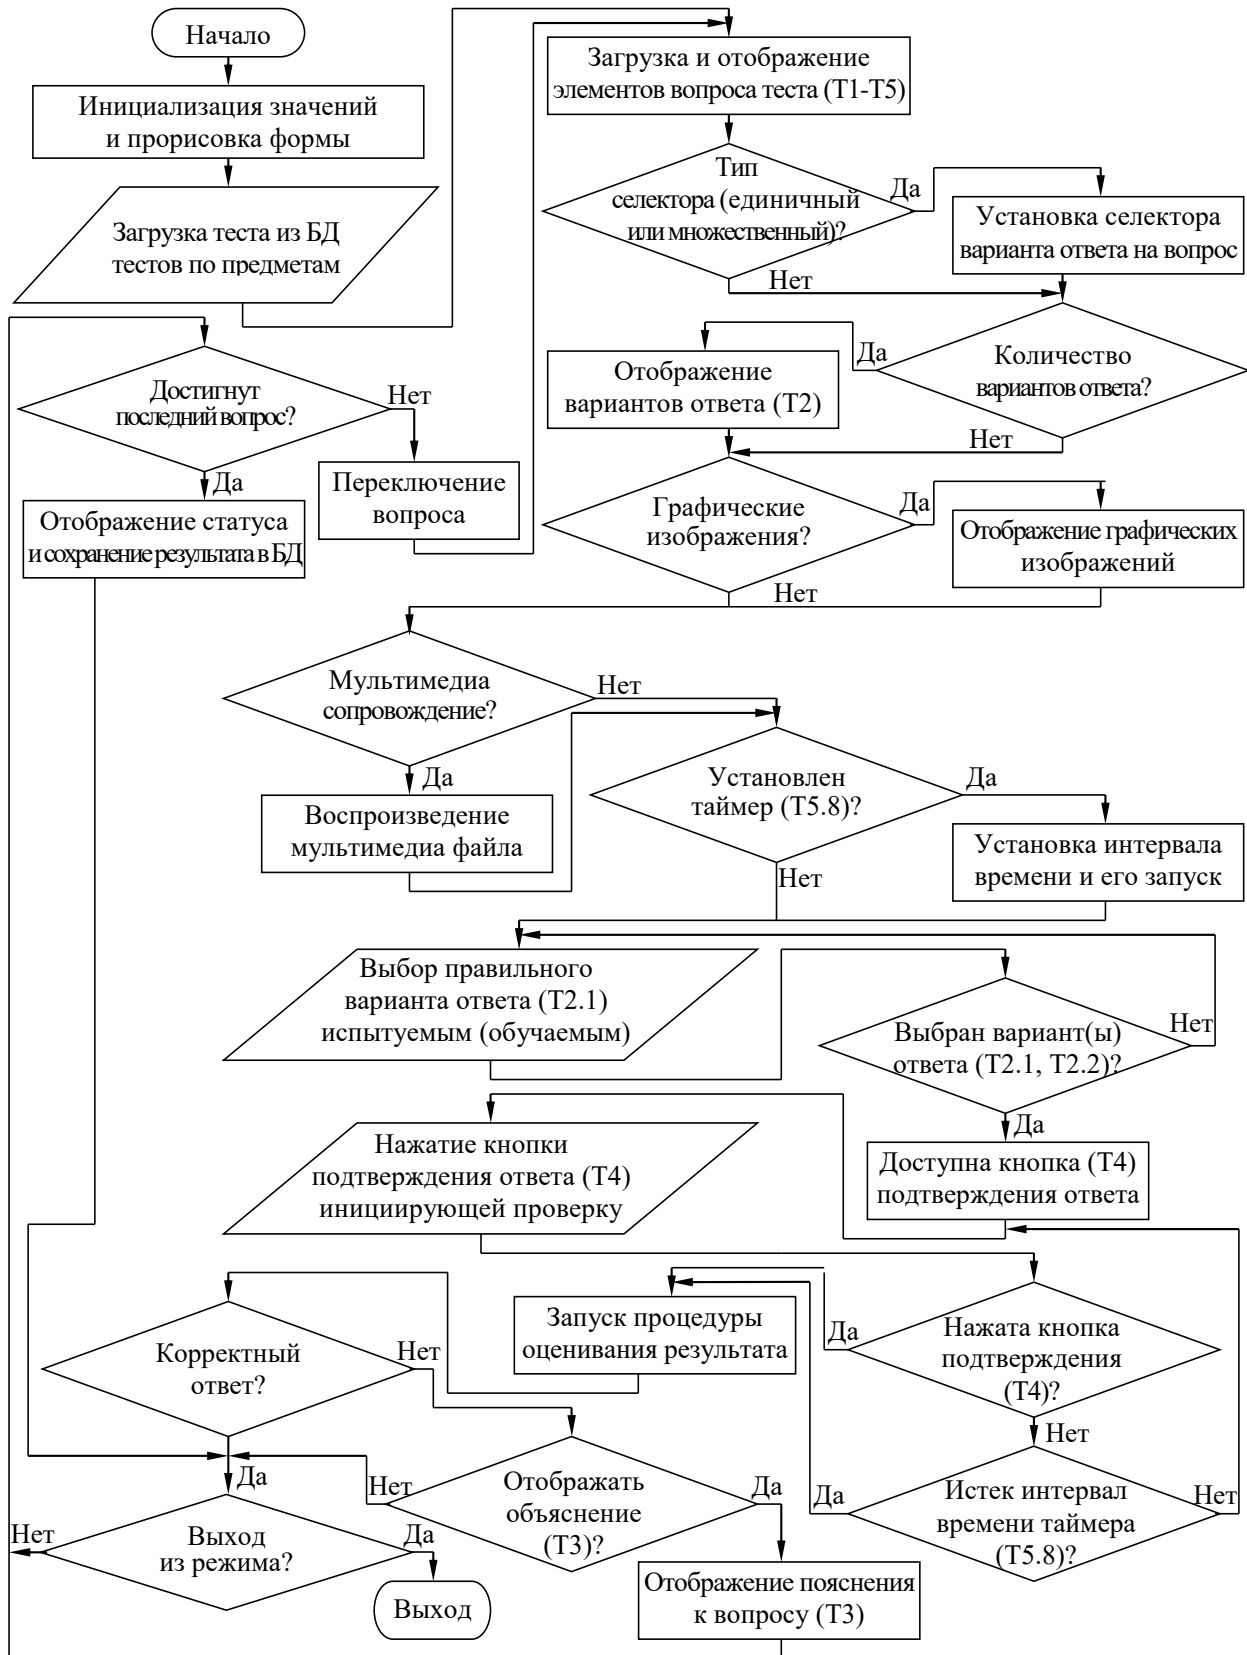 Начало
Инициализация значений
и прорисовка формы
Загрузка теста из БД
тестов по предметам
Загрузка и отображение
элементов вопроса теста (Т1-Т5)
Тип
селектора (единичный
или множественный)?
Да
Нет
Установка селектора
варианта ответа на вопрос
Количество
вариантов ответа?
Да
Нет
Отображение
вариантов ответа (Т2)
Достигнут
последний вопрос?
Нет
Да
Переключение
вопроса
Отображение статуса
и сохранение результата в БД
Графические
изображения?
Да
Нет
Отображение графических
изображений
Мультимедиа
сопровождение?
Нет
Да
Воспроизведение
мультимедиа файла
Установлен
таймер (Т5.8)?
Да
Нет
Установка интервала
времени и его запуск
Выбор правильного
варианта ответа (Т2.1)
испытуемым (обучаемым)
Выбран вариант(ы)
ответа (Т2.1, Т2.2)?
Нет
Да
Доступна кнопка (Т4)
подтверждения ответа
Нажатие кнопки
подтверждения ответа (Т4)
инициирующей проверку
Нажата кнопка
подтверждения
(Т4)?
Да
Нет
Запуск процедуры
оценивания результата
Корректный
ответ?
Нет
Да
Истек интервал
времени таймера
(Т5.8)?
Да
Нет
Отображать
объяснение
(Т3)?
Нет
Да
Выход
из режима?
Нет
Да
Выход
Отображение пояснения
к вопросу (Т3)